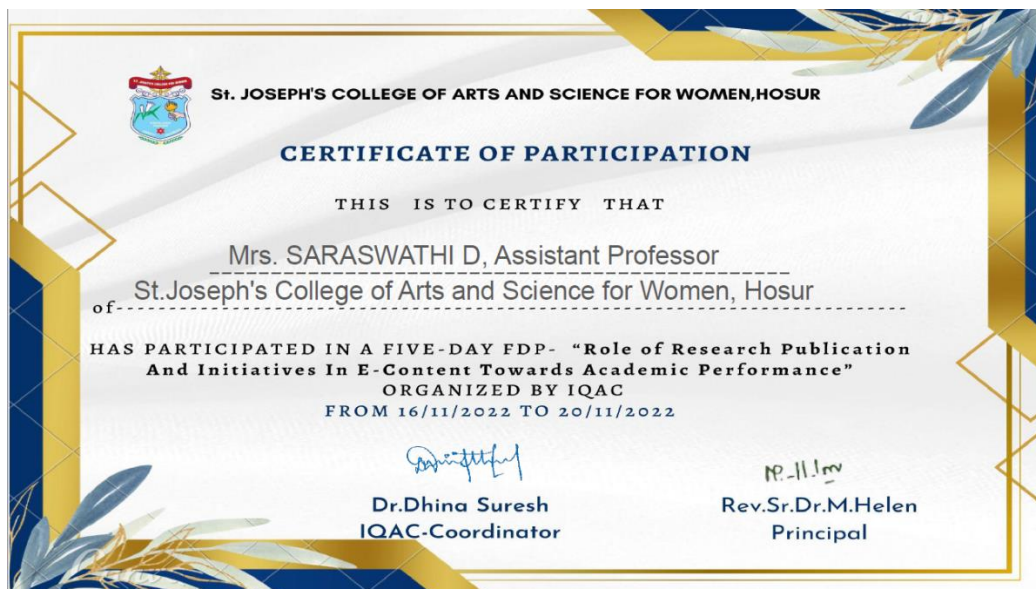 St. JOSEPH'S COLLEGE OF ARTS AND SCIENCE FOR WOMEN,HOSUR
CERTIFICATE OF PARTICIPATION
THIS IS TO CERTIFY THAT
Mrs. SARASWATHI D, Assistant Professor
of St.Joseph's College of Arts and Science for Women, Hosur
HAS PARTICIPATED IN A FIVE-DAY FDP- “Role of Research Publication
And Initiatives In E-Content Towards Academic Performance”
ORGANIZED BY IQAC
FROM 16/11/2022 TO 20/11/2022
Dr.Dhina Suresh
IQAC-Coordinator
Rev.Sr.Dr.M.Helen
Principal